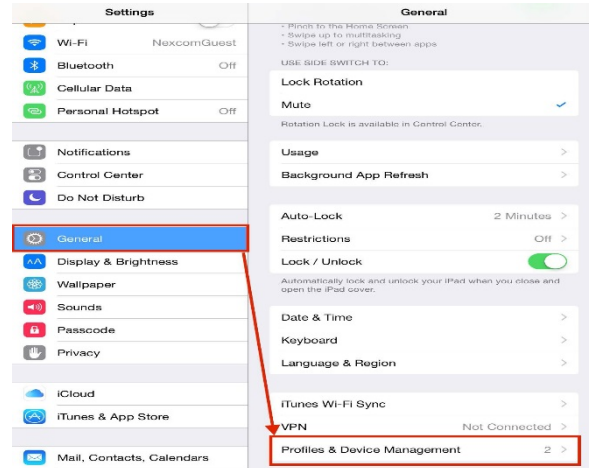 Settings
Wi-Fi NexcomGuest
Bluetooth Off
Cellular Data
Personal Hotspot Off
Notifications
Control Center
Do Not Disturb
General
Display & Brightness
Wallpaper
Sounds
Passcode
Privacy
iCloud
iTunes & App Store
Mail, Contacts, Calendars
General
- Pinch to the Home Screen
- Swipe up to multitasking
- Swipe left or right between apps
USE SIDE SWITCH TO:
Lock Rotation
Mute
Rotation Lock is available in Control Center.
Usage
Background App Refresh
Auto-Lock 2 Minutes
Restrictions Off
Lock / Unlock
Automatically lock and unlock your iPad when you close and
open the iPad cover.
Date & Time
Keyboard
Language & Region
iTunes Wi-Fi Sync
VPN Not Connected
Profiles & Device Management 2